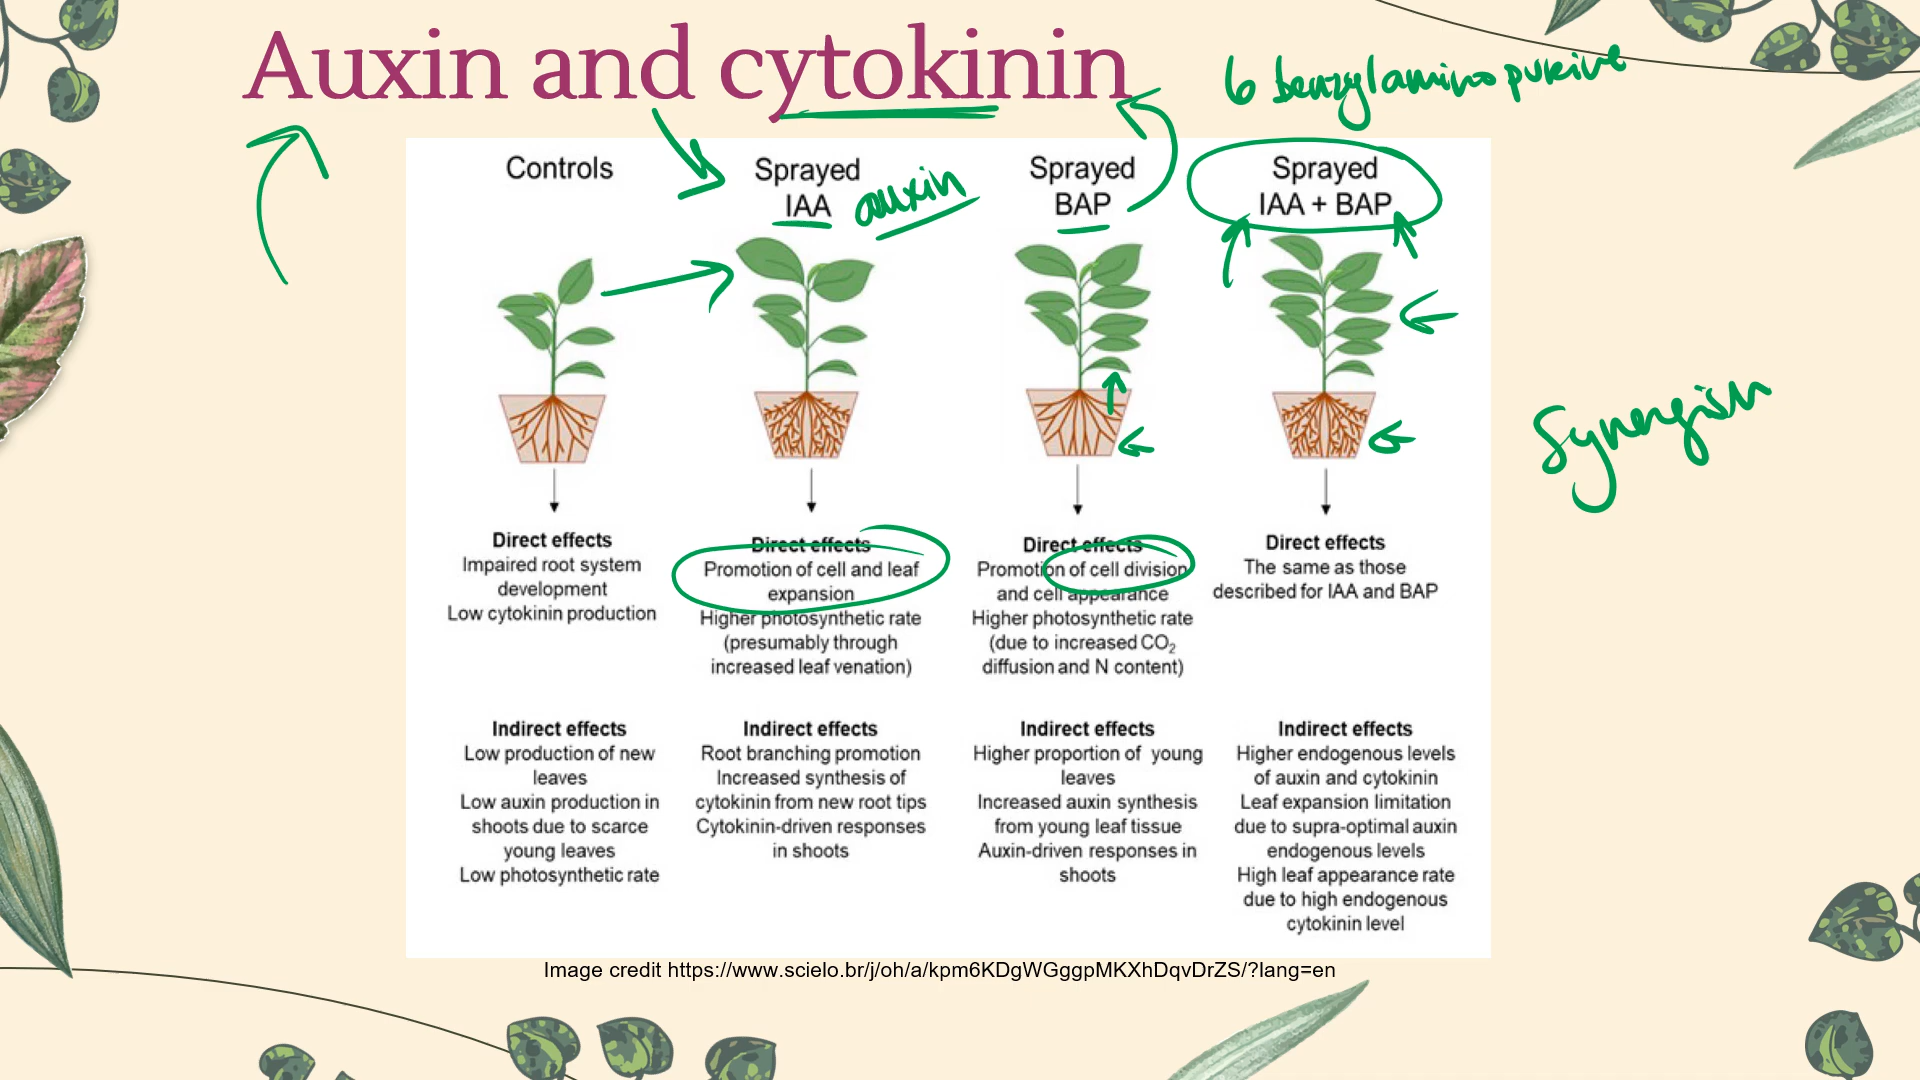 Auxin and cytokinin
6 benzylaminopurine
Controls
Sprayed
IAA
auxin
Sprayed
BAP
Sprayed
IAA + BAP
Synergism
Direct effects
Impaired root system
development
Low cytokinin production
Direct effects
Promotion of cell and leaf
expansion
Higher photosynthetic rate
(presumably through
increased leaf venation)
Direct effects
Promotion of cell division
and cell appearance
Higher photosynthetic rate
(due to increased CO₂
diffusion and N content)
Direct effects
The same as those
described for IAA and BAP
Indirect effects
Low production of new
leaves
Low auxin production in
shoots due to scarce
young leaves
Low photosynthetic rate
Indirect effects
Root branching promotion
Increased synthesis of
cytokinin from new root tips
Cytokinin-driven responses
in shoots
Indirect effects
Higher proportion of young
leaves
Increased auxin synthesis
from young leaf tissue
Auxin-driven responses in
shoots
Indirect effects
Higher endogenous levels
of auxin and cytokinin
Leaf expansion limitation
due to supra-optimal auxin
endogenous levels
High leaf appearance rate
due to high endogenous
cytokinin level
Image credit https://www.scielo.br/j/oh/a/kpm6KDgWGggpMKXhDqvDrZS/?lang=en